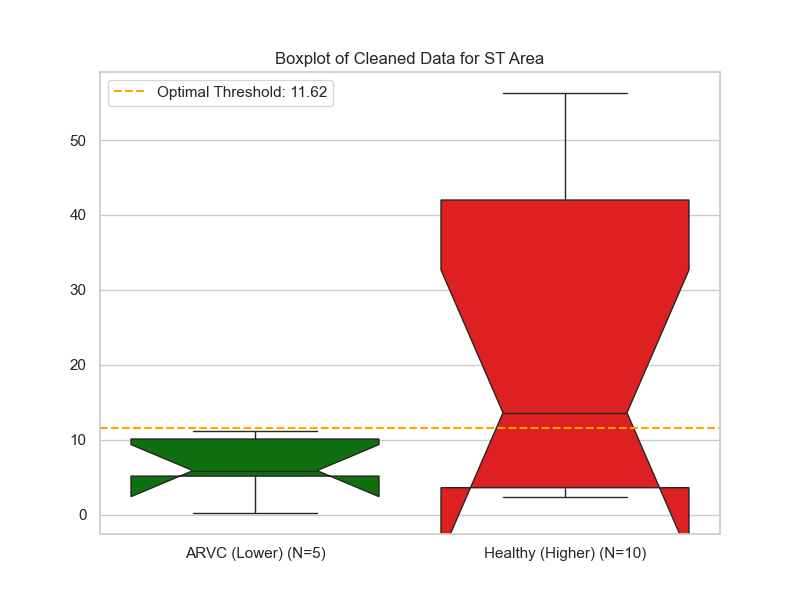 Boxplot of Cleaned Data for ST Area
Optimal Threshold: 11.62
50
40
30
20
10
0
ARVC (Lower) (N=5)
Healthy (Higher) (N=10)